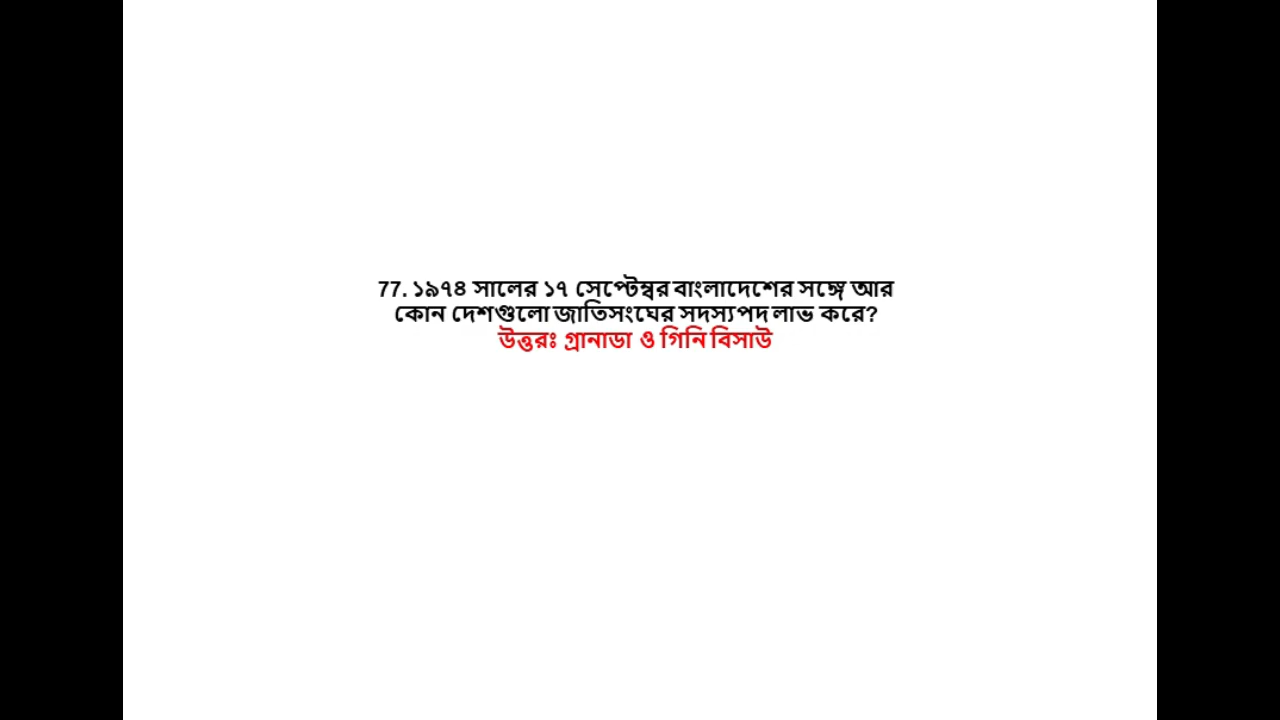 77. ১৯৭৪ সালের ১৭ সেপ্টেম্বর বাংলাদেশের সঙ্গে আর
কোন দেশগুলো জাতিসংঘের সদস্যপদ লাভ করে?
উত্তরঃ গ্রানাডা ও গিনি বিসাউ